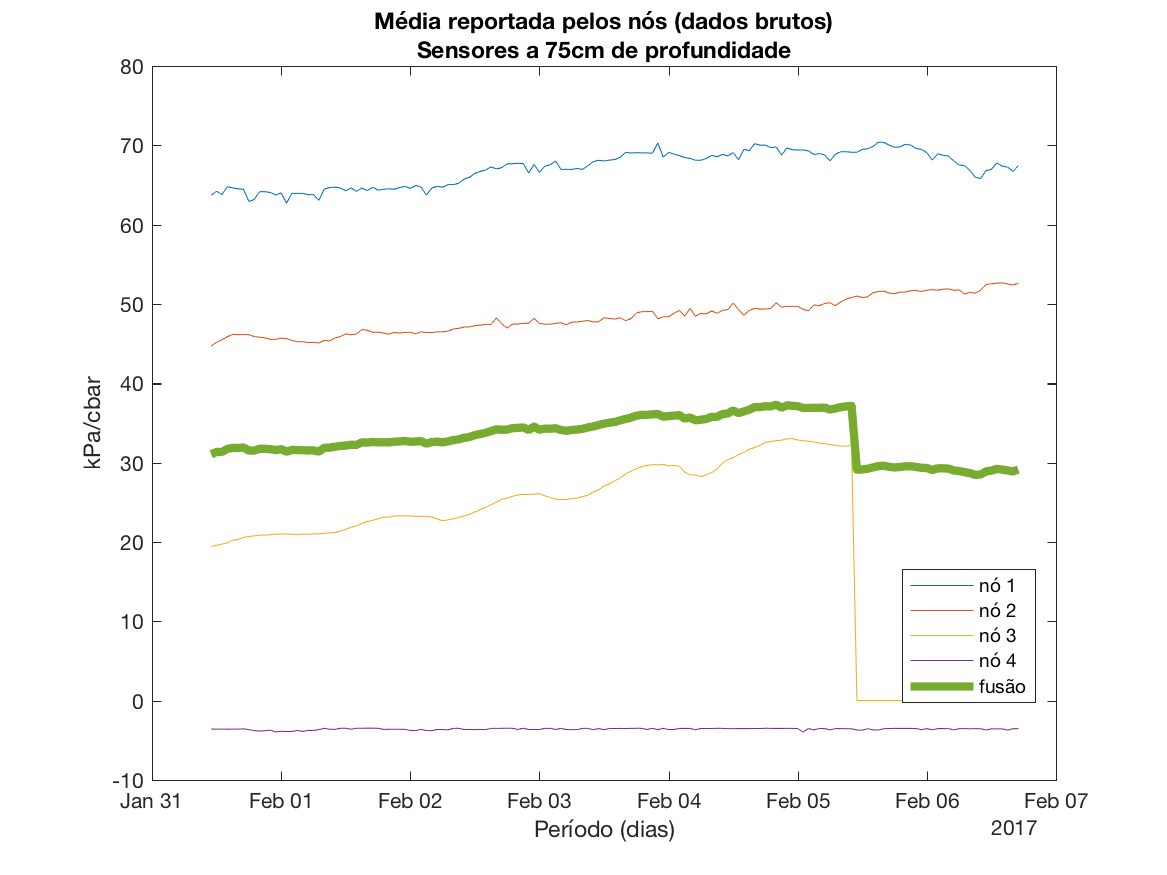 Média reportada pelos nós (dados brutos)
Sensores a 75cm de profundidade
80
70
60
50
40
30
20
10
0
-10
kPa/cbar
Jan 31
Feb 01
Feb 02
Feb 03
Feb 04
Feb 05
Feb 06
Feb 07
2017
Período (dias)
nó 1
nó 2
nó 3
nó 4
fusão